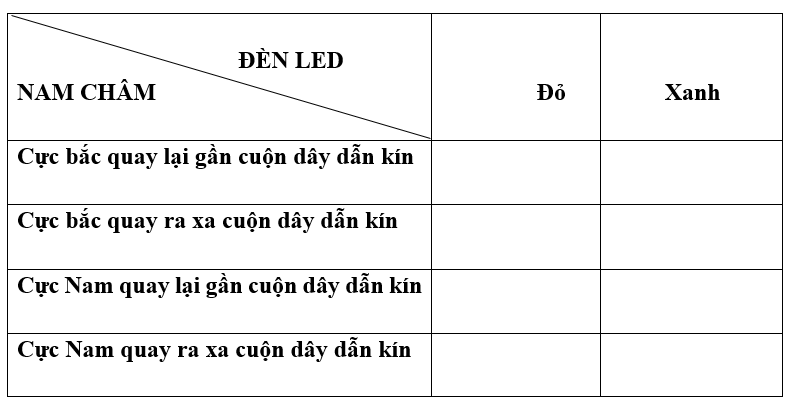 ĐÈN LED
NAM CHÂM
Đỏ
Xanh
Cực bắc quay lại gần cuộn dây dẫn kín
Cực bắc quay ra xa cuộn dây dẫn kín
Cực Nam quay lại gần cuộn dây dẫn kín
Cực Nam quay ra xa cuộn dây dẫn kín